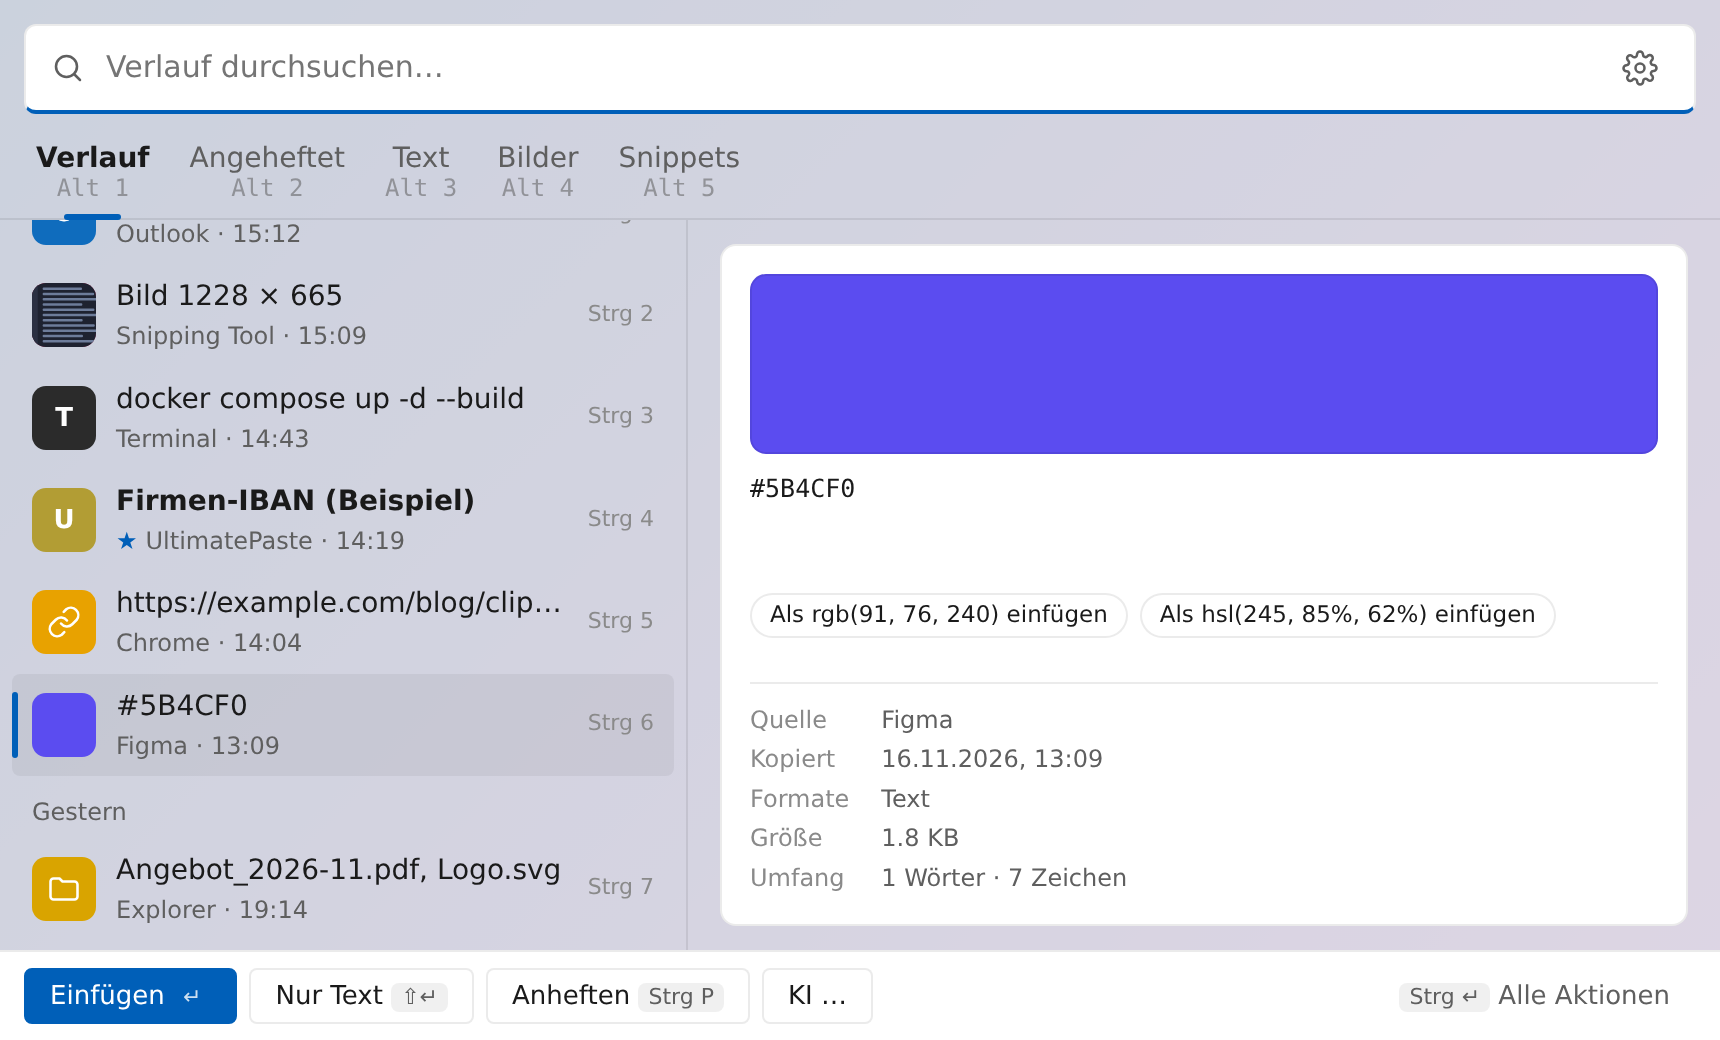 Verlauf durchsuchen…
Verlauf Angeheftet Text Bilder Snippets
Alt 1 Alt 2 Alt 3 Alt 4 Alt 5
Outlook · 15:12
Bild 1228 × 665
Snipping Tool · 15:09
Strg 2
T
docker compose up -d --build
Terminal · 14:43
Strg 3
U
Firmen-IBAN (Beispiel)
★ UltimatePaste · 14:19
Strg 4
https://example.com/blog/clip…
Chrome · 14:04
Strg 5
#5B4CF0
Figma · 13:09
Strg 6
Gestern
Angebot_2026-11.pdf, Logo.svg
Explorer · 19:14
Strg 7
#5B4CF0
Als rgb(91, 76, 240) einfügen Als hsl(245, 85%, 62%) einfügen
Quelle Figma
Kopiert 16.11.2026, 13:09
Formate Text
Größe 1.8 KB
Umfang 1 Wörter · 7 Zeichen
Einfügen ↵ Nur Text ⇧↵ Anheften Strg P KI … Strg ↵ Alle Aktionen